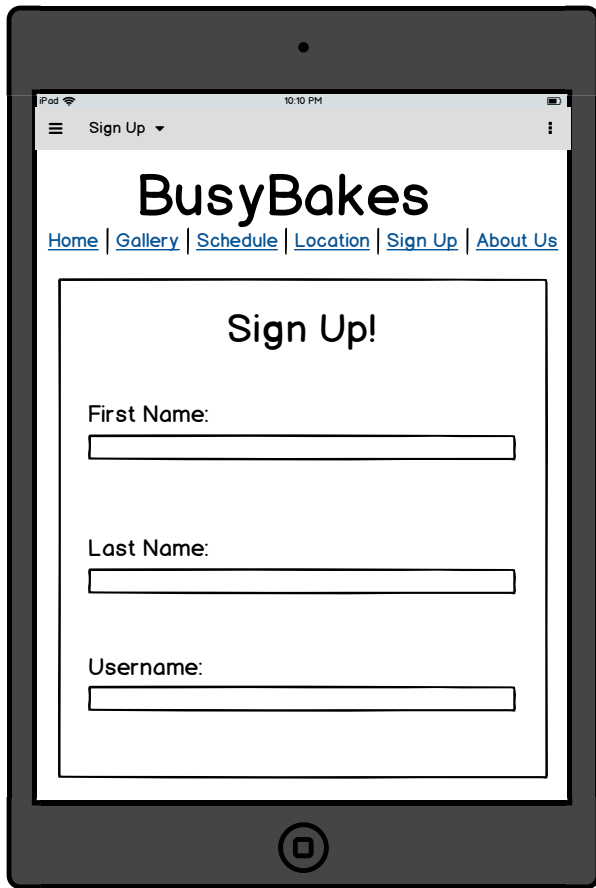 iPad 10:10 PM
Sign Up
BusyBakes
Home | Gallery | Schedule | Location | Sign Up | About Us
Sign Up!
First Name:
Last Name:
Username: